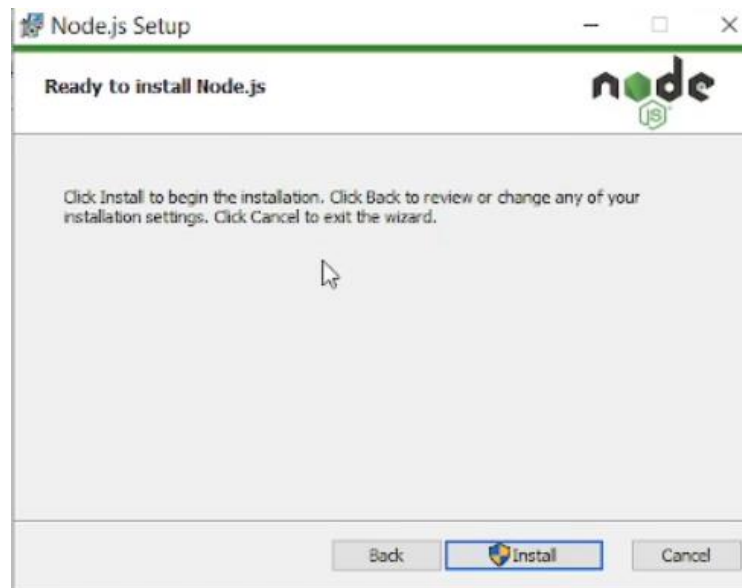 Node.js Setup
Ready to install Node.js
node
JS
Click Install to begin the installation. Click Back to review or change any of your
installation settings. Click Cancel to exit the wizard.
Back Install Cancel